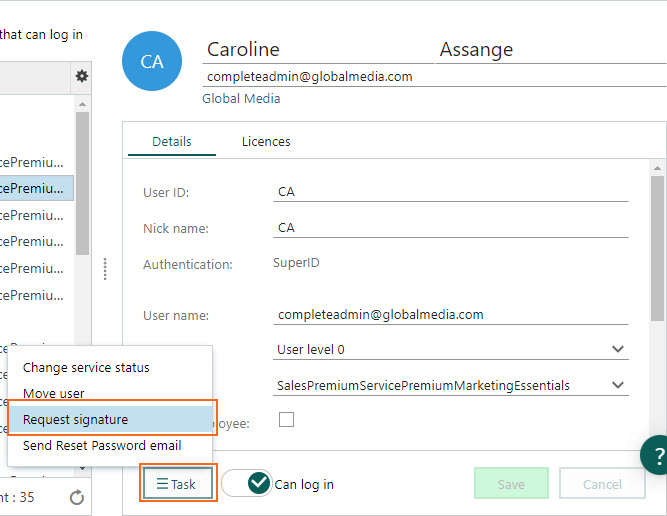 that can log in
CA
Caroline Assange
completeadmin@globalmedia.com
Global Media
Details Licences
cePremiu...
cePremiu...
cePremiu...
cePremiu...
cePremiu...
cePremiu...
User ID: CA
Nick name: CA
Authentication: SuperID
User name: completeadmin@globalmedia.com
User level 0
SalesPremiumServicePremiumMarketingEssentials
Change service status
Move user
Request signature
Send Reset Password email
oyee:
Task
Can log in
Save
Cancel
?
nt : 35